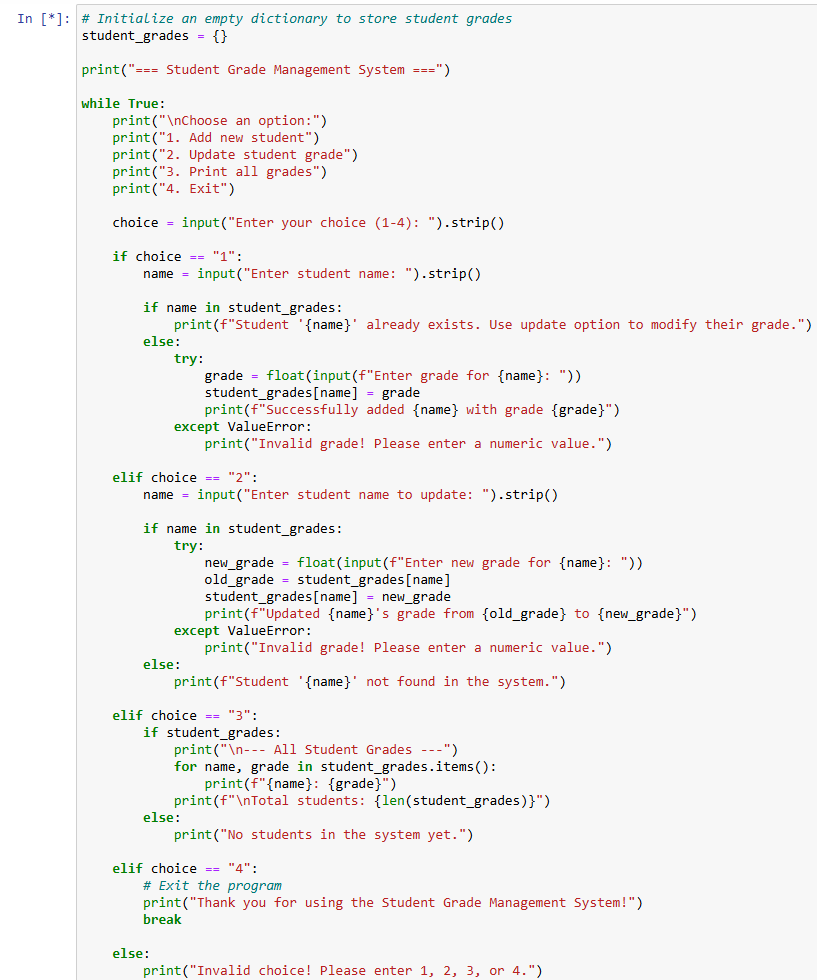 In [*]: # Initialize an empty dictionary to store student grades
student_grades = {}

print("=== Student Grade Management System ===")

while True:
    print("\nChoose an option:")
    print("1. Add new student")
    print("2. Update student grade")
    print("3. Print all grades")
    print("4. Exit")

    choice = input("Enter your choice (1-4): ").strip()

    if choice == "1":
        name = input("Enter student name: ").strip()

        if name in student_grades:
            print(f"Student '{name}' already exists. Use update option to modify their grade.")
        else:
            try:
                grade = float(input(f"Enter grade for {name}: "))
                student_grades[name] = grade
                print(f"Successfully added {name} with grade {grade}")
            except ValueError:
                print("Invalid grade! Please enter a numeric value.")

    elif choice == "2":
        name = input("Enter student name to update: ").strip()

        if name in student_grades:
            try:
                new_grade = float(input(f"Enter new grade for {name}: "))
                old_grade = student_grades[name]
                student_grades[name] = new_grade
                print(f"Updated {name}'s grade from {old_grade} to {new_grade}")
            except ValueError:
                print("Invalid grade! Please enter a numeric value.")
        else:
            print(f"Student '{name}' not found in the system.")

    elif choice == "3":
        if student_grades:
            print("\n--- All Student Grades ---")
            for name, grade in student_grades.items():
                print(f"{name}: {grade}")
            print(f"\nTotal students: {len(student_grades)}")
        else:
            print("No students in the system yet.")

    elif choice == "4":
        # Exit the program
        print("Thank you for using the Student Grade Management System!")
        break

    else:
        print("Invalid choice! Please enter 1, 2, 3, or 4.")